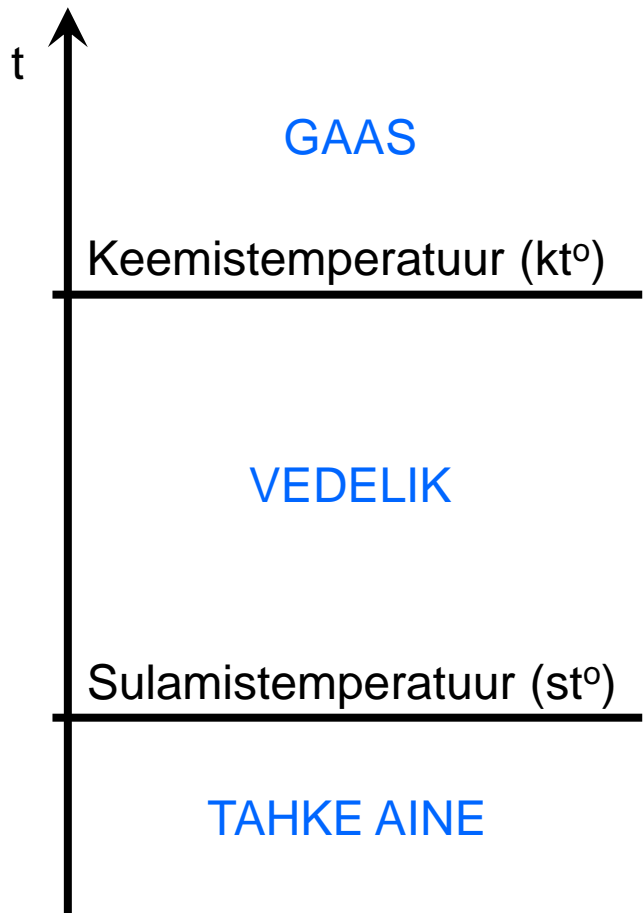 t
GAAS
Keemistemperatuur (ktº)
VEDELIK
Sulamistemperatuur (stº)
TAHKE AINE